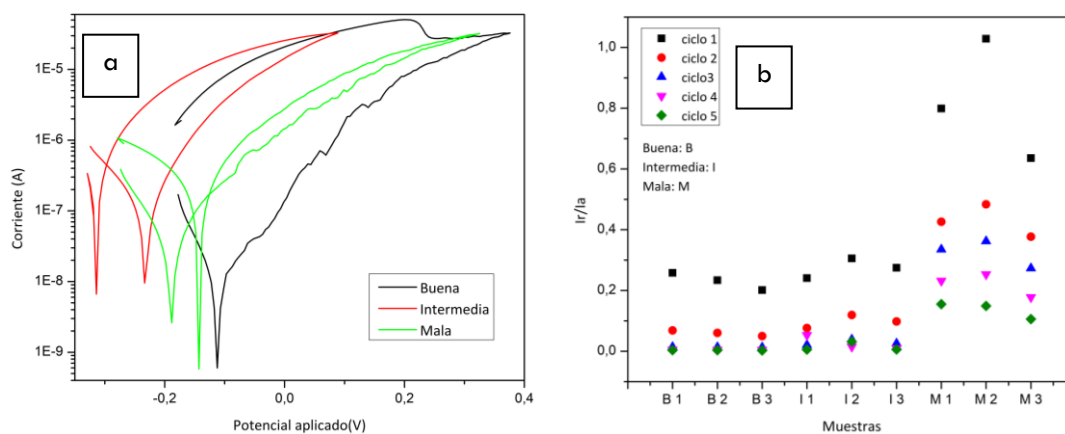 a
1E-5
1E-6
1E-7
1E-8
1E-9
Corriente (A)
-0,2
0,0
0,2
0,4
Potencial aplicado(V)
Buena
Intermedia
Mala
b
ciclo 1
ciclo 2
ciclo3
ciclo 4
ciclo 5
Buena: B
Intermedia: I
Mala: M
1,0
0,8
0,6
0,4
0,2
0,0
Ir/Ia
B 1
B 2
B 3
I 1
I 2
I 3
M 1
M 2
M 3
Muestras